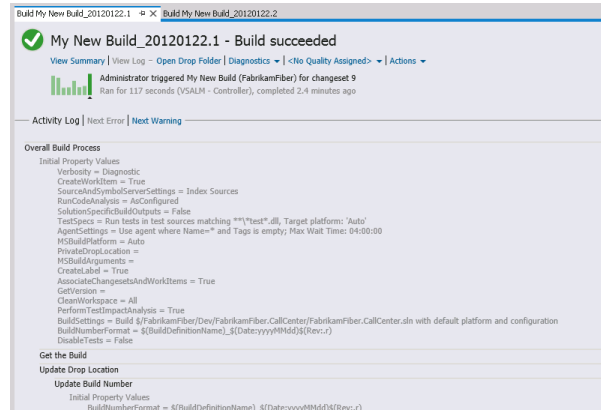 Build My New Build_20120122.1 Build My New Build_20120122.2
My New Build_20120122.1 - Build succeeded
View Summary | View Log - Open Drop Folder | Diagnostics | <No Quality Assigned> | Actions
Administrator triggered My New Build (FabrikamFiber) for changeset 9
Ran for 117 seconds (VSALM - Controller), completed 2.4 minutes ago
Activity Log | Next Error | Next Warning
Overall Build Process
Initial Property Values
Verbosity = Diagnostic
CreateWorkItem = True
SourceAndSymbolServerSettings = Index Sources
RunCodeAnalysis = AsConfigured
SolutionSpecificBuildOutputs = False
TestSpecs = Run tests in test sources matching **\*test*.dll, Target platform: 'Auto'
AgentSettings = Use agent where Name=* and Tags is empty; Max Wait Time: 04:00:00
MSBuildPlatform = Auto
PrivateDropLocation =
MSBuildArguments =
CreateLabel = True
AssociateChangesetsAndWorkItems = True
GetVersion =
CleanWorkspace = All
PerformTestImpactAnalysis = True
BuildSettings = Build $/FabrikamFiber/Dev/FabrikamFiber.CallCenter/FabrikamFiber.CallCenter.sln with default platform and configuration
BuildNumberFormat = $(BuildDefinitionName)_$(Date:yyyyMMdd)$(Rev:.r)
DisableTests = False
Get the Build
Update Drop Location
Update Build Number
Initial Property Values
BuildNumberFormat = $(BuildDefinitionName)_$(Date:yyyyMMdd)$(Rev:.r)